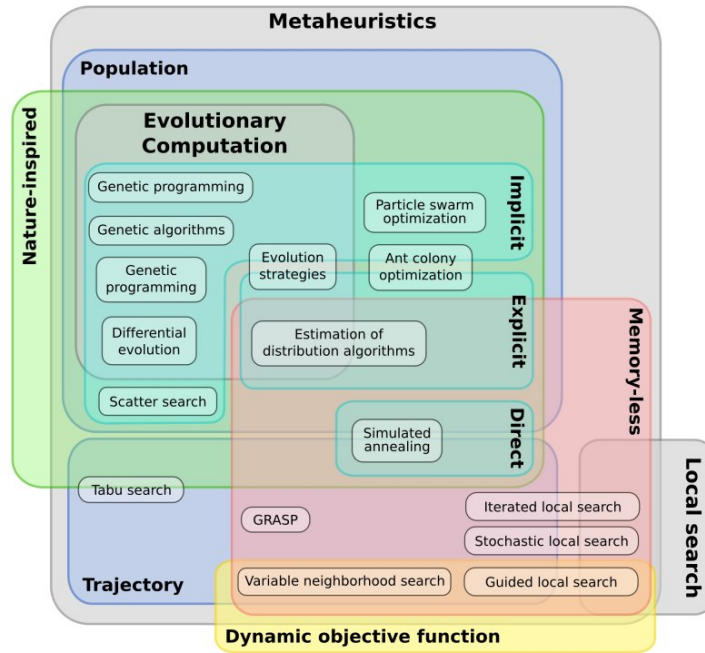 Metaheuristics
Population
Nature-inspired
Evolutionary
Computation
Genetic programming
Implicit
Particle swarm
optimization
Genetic algorithms
Evolution
strategies
Ant colony
optimization
Genetic
programming
Explicit
Memory-less
Differential
evolution
Estimation of
distribution algorithms
Scatter search
Direct
Simulated
annealing
Local search
Tabu search
Iterated local search
GRASP
Stochastic local search
Trajectory
Variable neighborhood search
Guided local search
Dynamic objective function